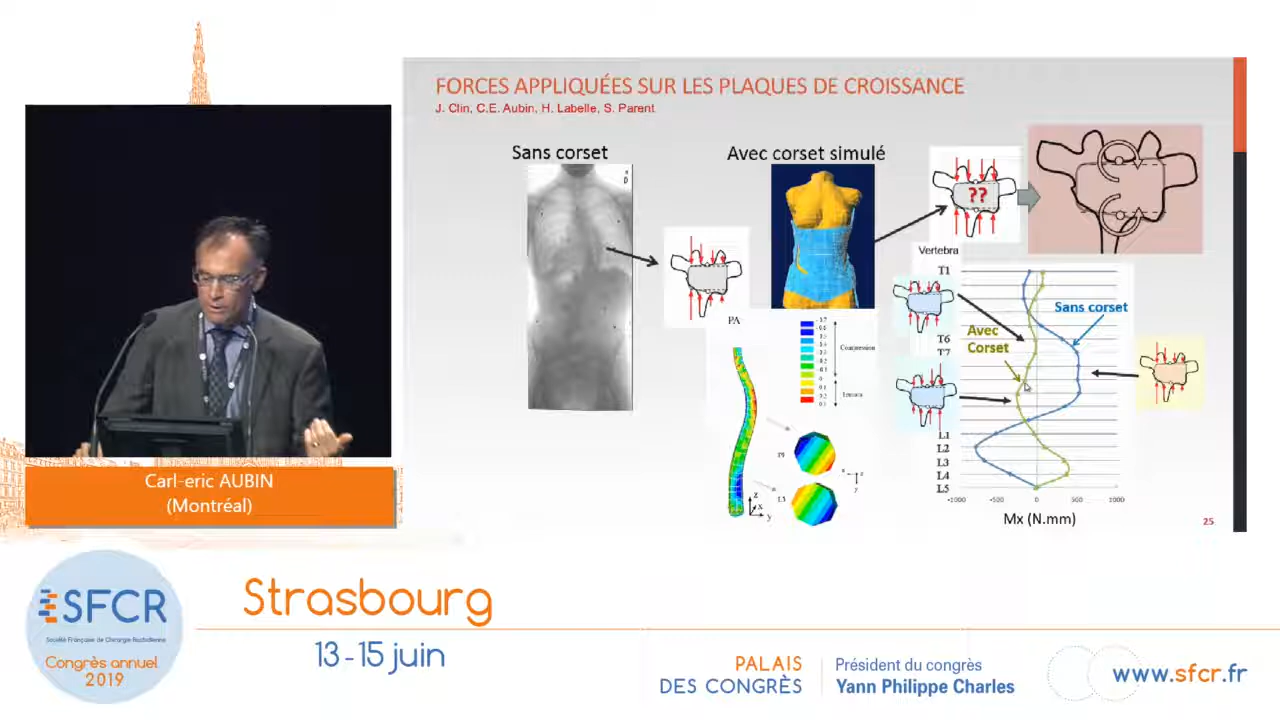 FORCES APPLIQUÉES SUR LES PLAQUES DE CROISSANCE
J. Clin, C.E. Aubin, H. Labelle, S. Parent
Sans corset
Avec corset simulé
D
??
PA
Compression
Tension
P9
L3
z
x
y
Vertebra
T1
T6
T7
L1
L2
L3
L4
L5
Sans corset
Avec
Corset
-1000
-500
0
500
1000
Mx (N.mm)
25
Carl-eric AUBIN
(Montréal)
SFCR
Société Française de Chirurgie Rachidienne
Congrès annuel
2019
Strasbourg
13-15 juin
PALAIS
DES CONGRÈS
Président du congrès
Yann Philippe Charles
www.sfcr.fr